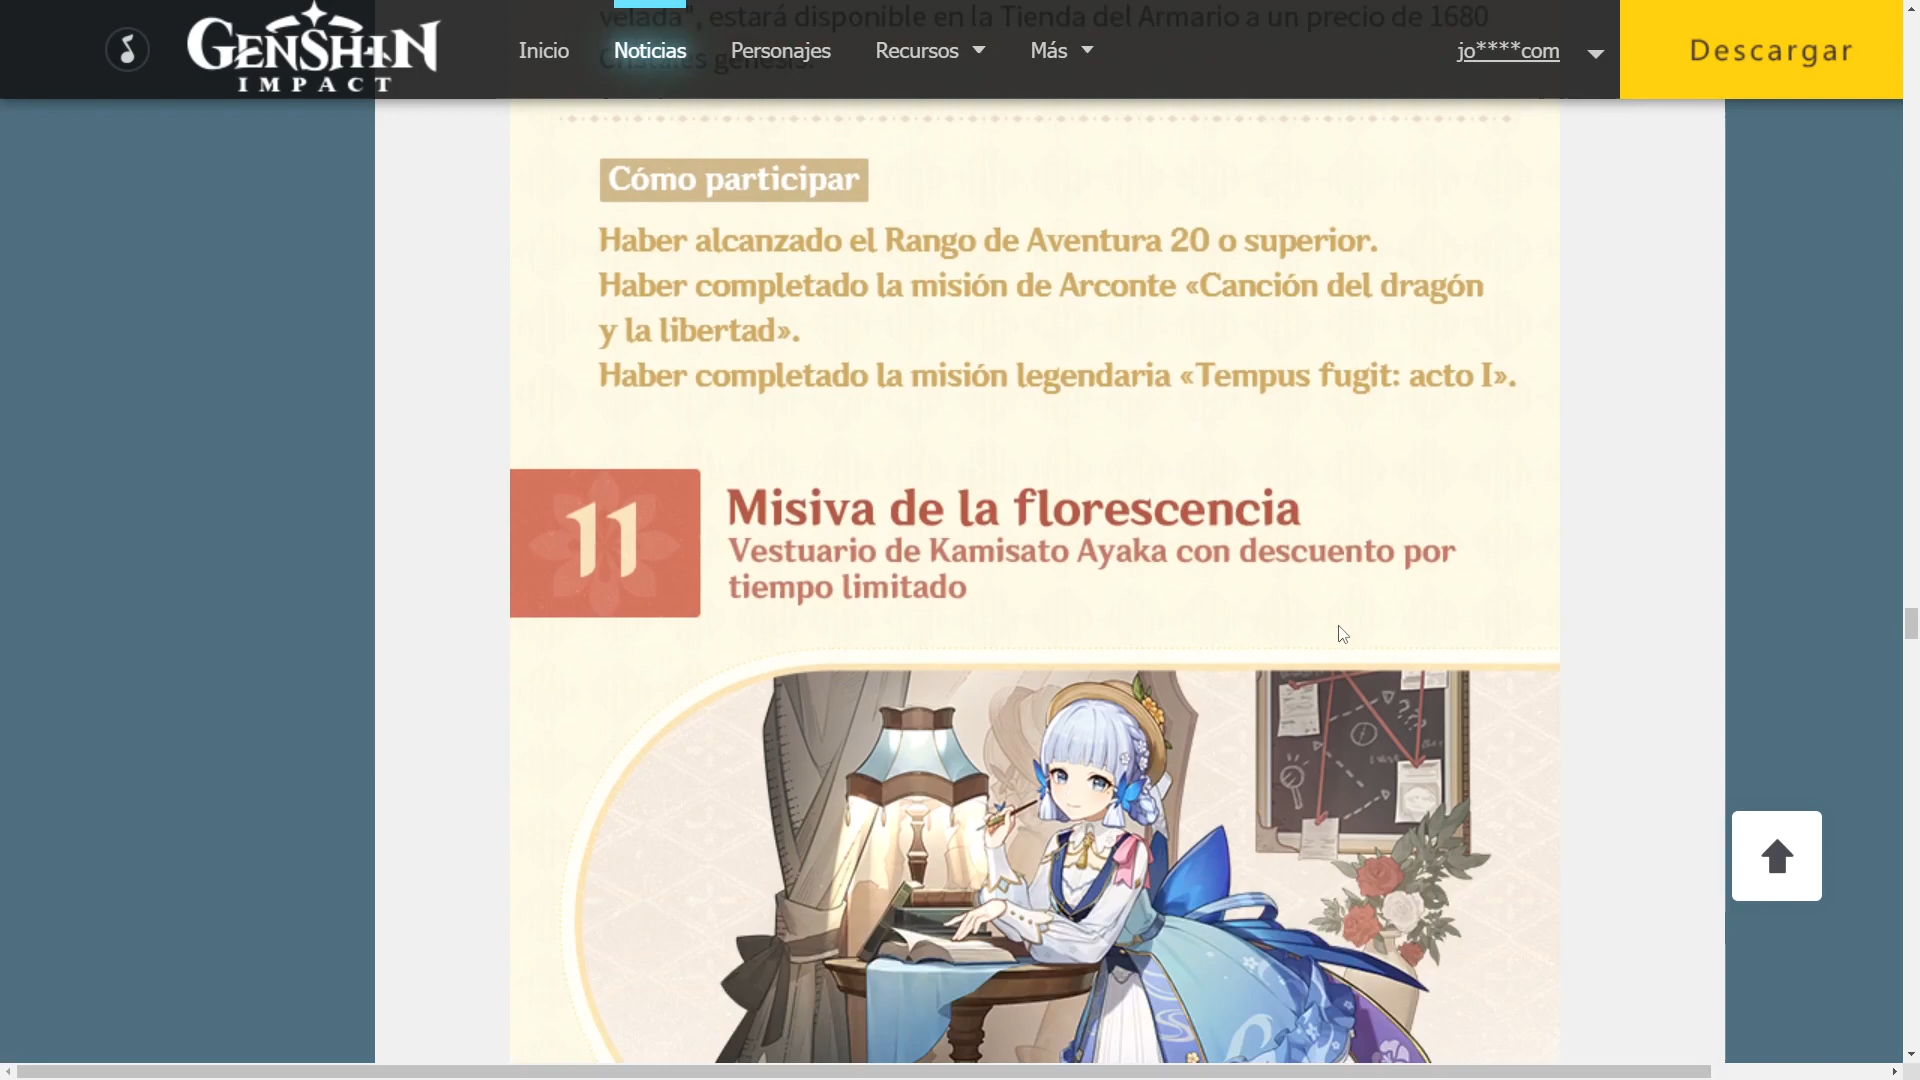 velada", estará disponible en la Tienda del Armario a un precio de 1680
Cristales génesis.
GENSHIN
IMPACT
Inicio
Noticias
Personajes
Recursos
Más
jo****com
Descargar
Cómo participar
Haber alcanzado el Rango de Aventura 20 o superior.
Haber completado la misión de Arconte «Canción del dragón
y la libertad».
Haber completado la misión legendaria «Tempus fugit: acto I».
11
Misiva de la florescencia
Vestuario de Kamisato Ayaka con descuento por
tiempo limitado
???